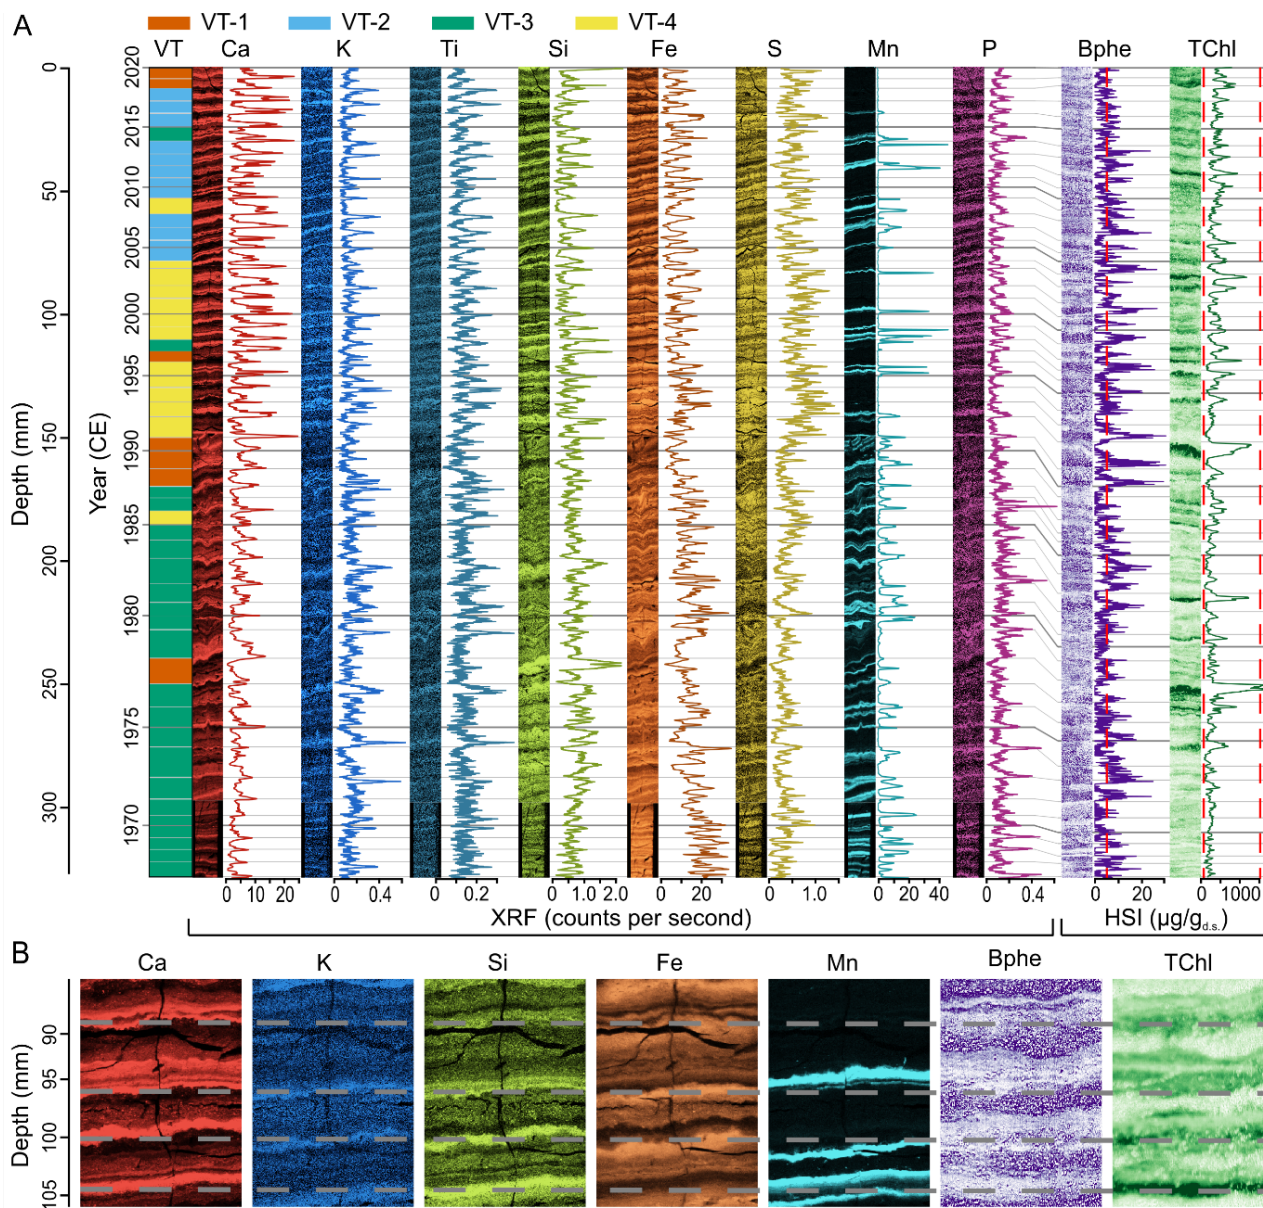 A
VT-1 VT-2 VT-3 VT-4
VT Ca K Ti Si Fe S Mn P Bphe TChl
Depth (mm)
0
50
100
150
200
250
300
Year (CE)
2020
2015
2010
2005
2000
1995
1990
1985
1980
1975
1970
0 10 20 0 0.4 0 0.2 0 1.0 2.0 0 20 0 1.0 0 20 40 0 0.4 0 20 0 1000
XRF (counts per second) HSI (µg/gd.s.)
B
Ca K Si Fe Mn Bphe TChl
Depth (mm)
90
95
100
105